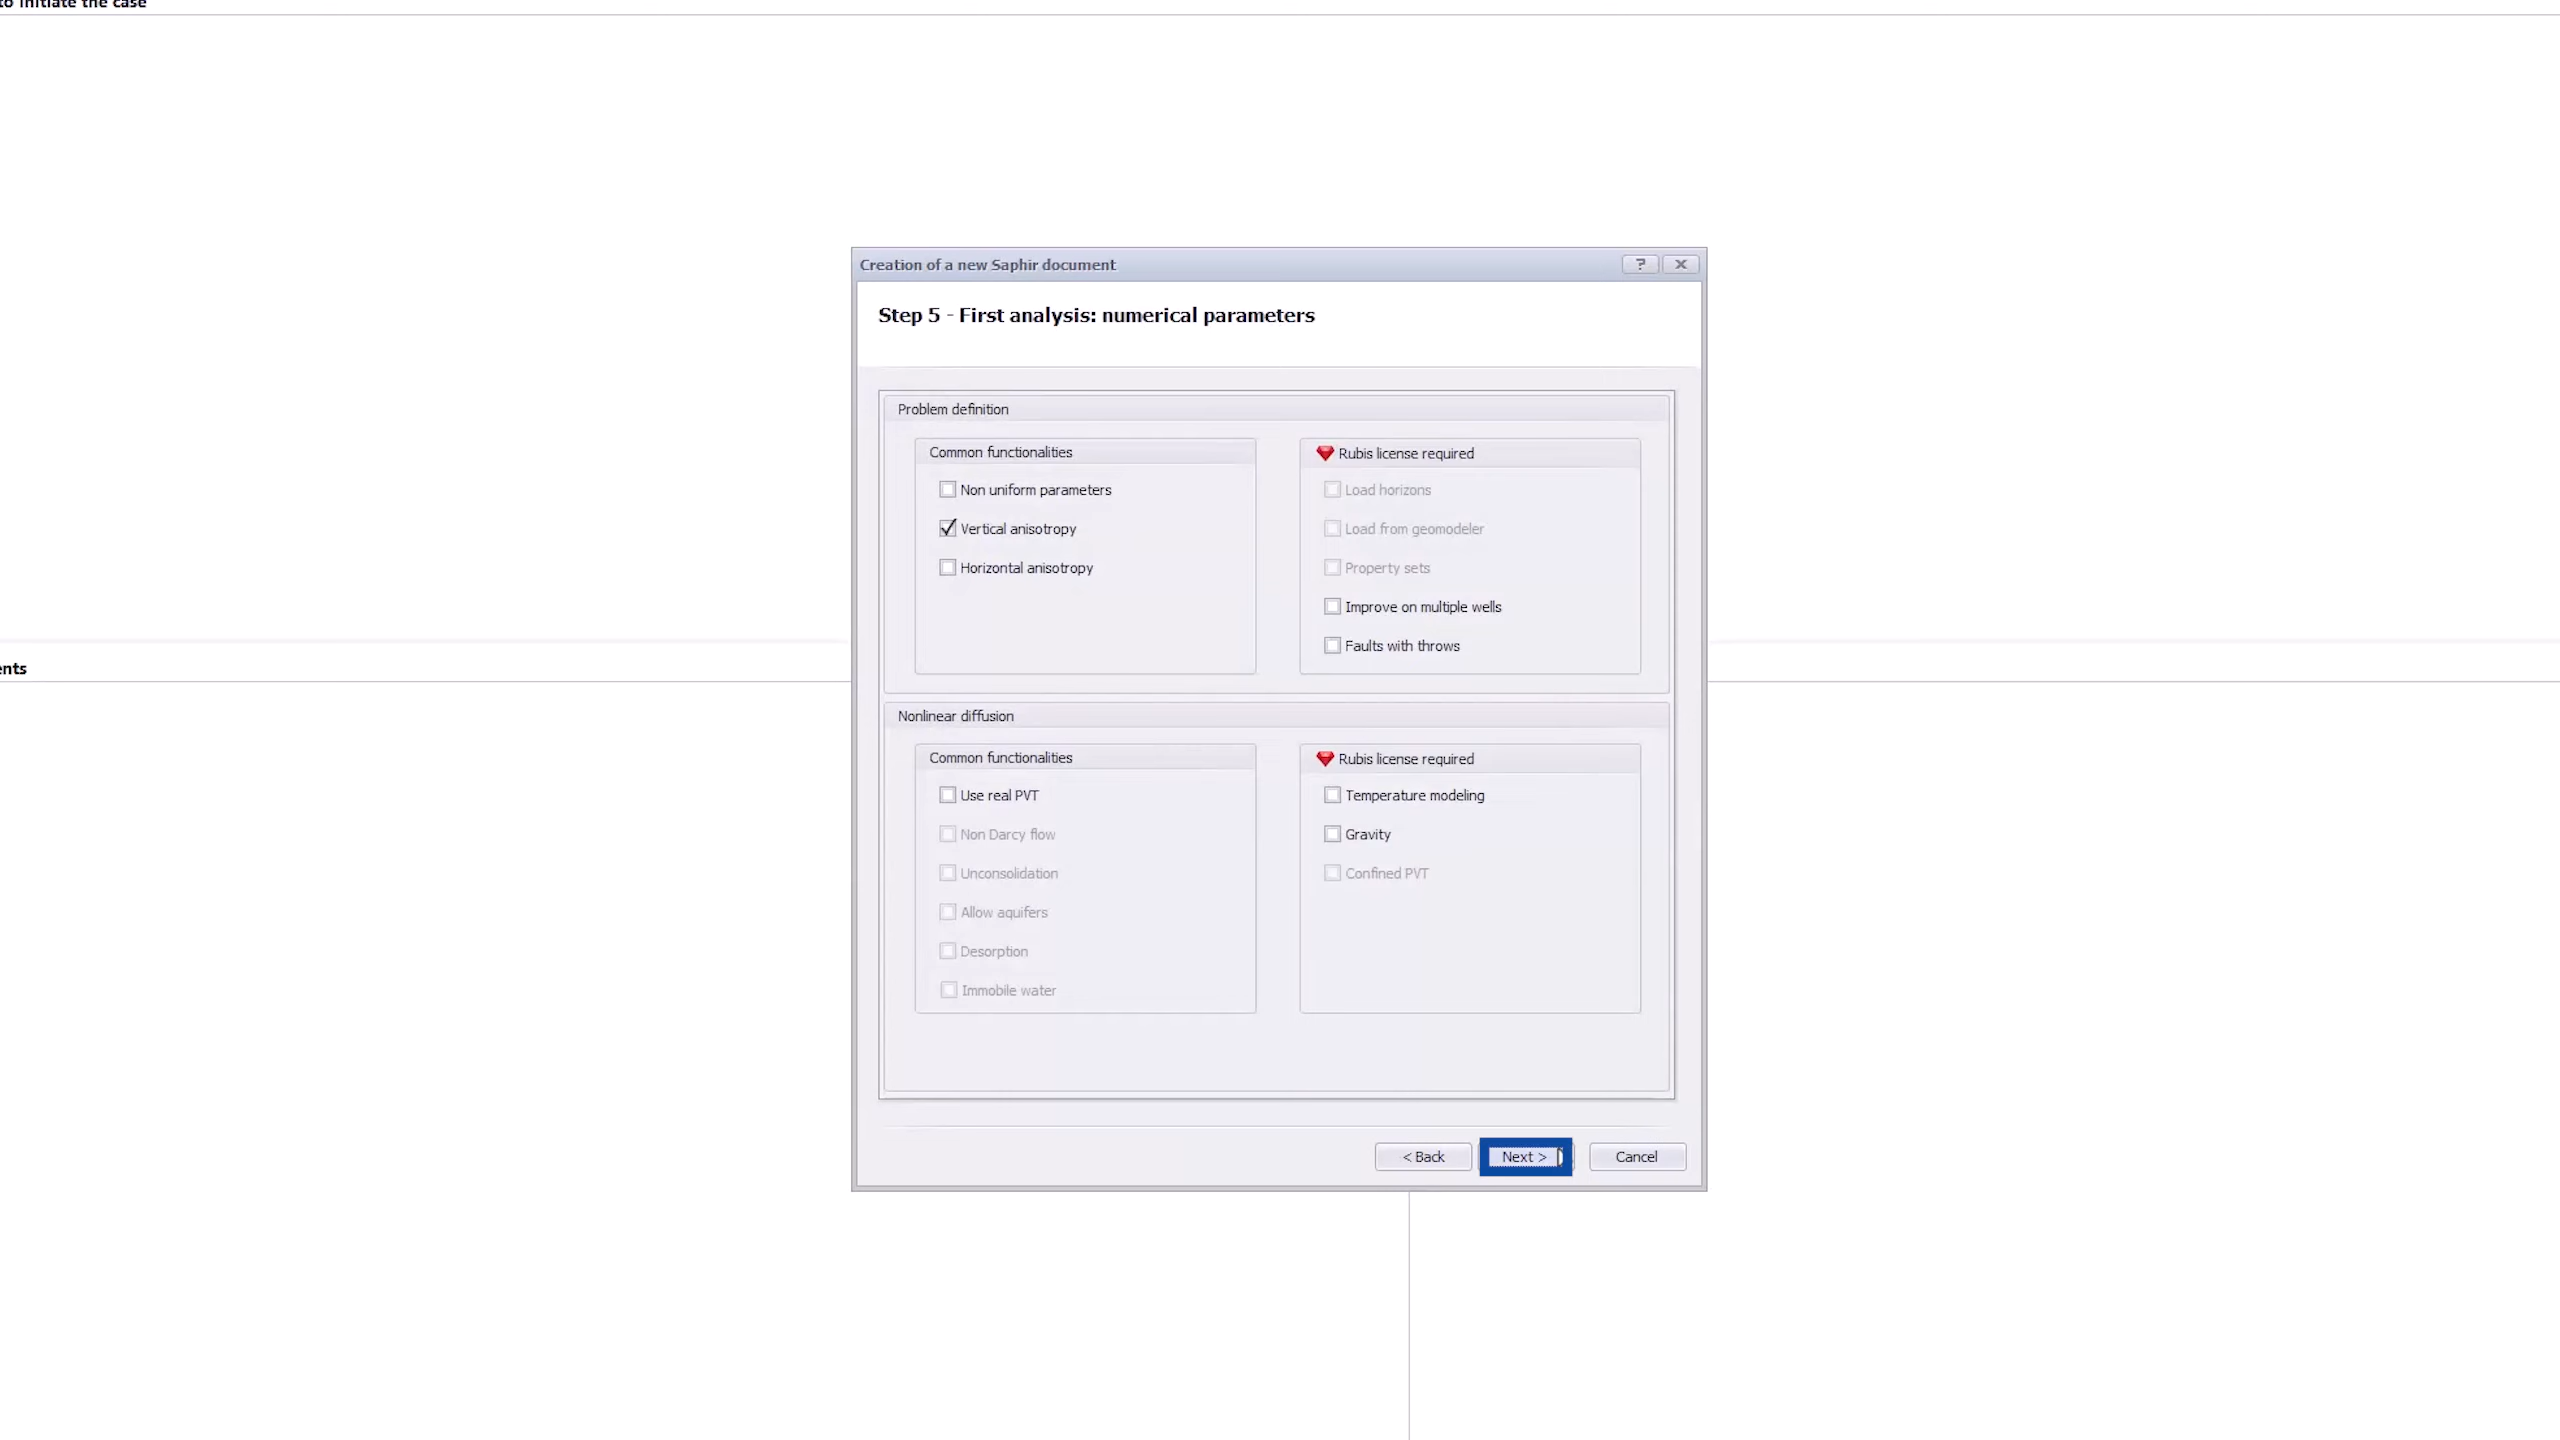 to initiate the case
Creation of a new Saphir document
?
Step 5 - First analysis: numerical parameters
Problem definition
Common functionalities
Non uniform parameters
Vertical anisotropy
Horizontal anisotropy
Rubis license required
Load horizons
Load from geomodeler
Property sets
Improve on multiple wells
Faults with throws
ents
Nonlinear diffusion
Common functionalities
Use real PVT
Non Darcy flow
Unconsolidation
Allow aquifers
Desorption
Immobile water
Rubis license required
Temperature modeling
Gravity
Confined PVT
< Back
Next >
Cancel